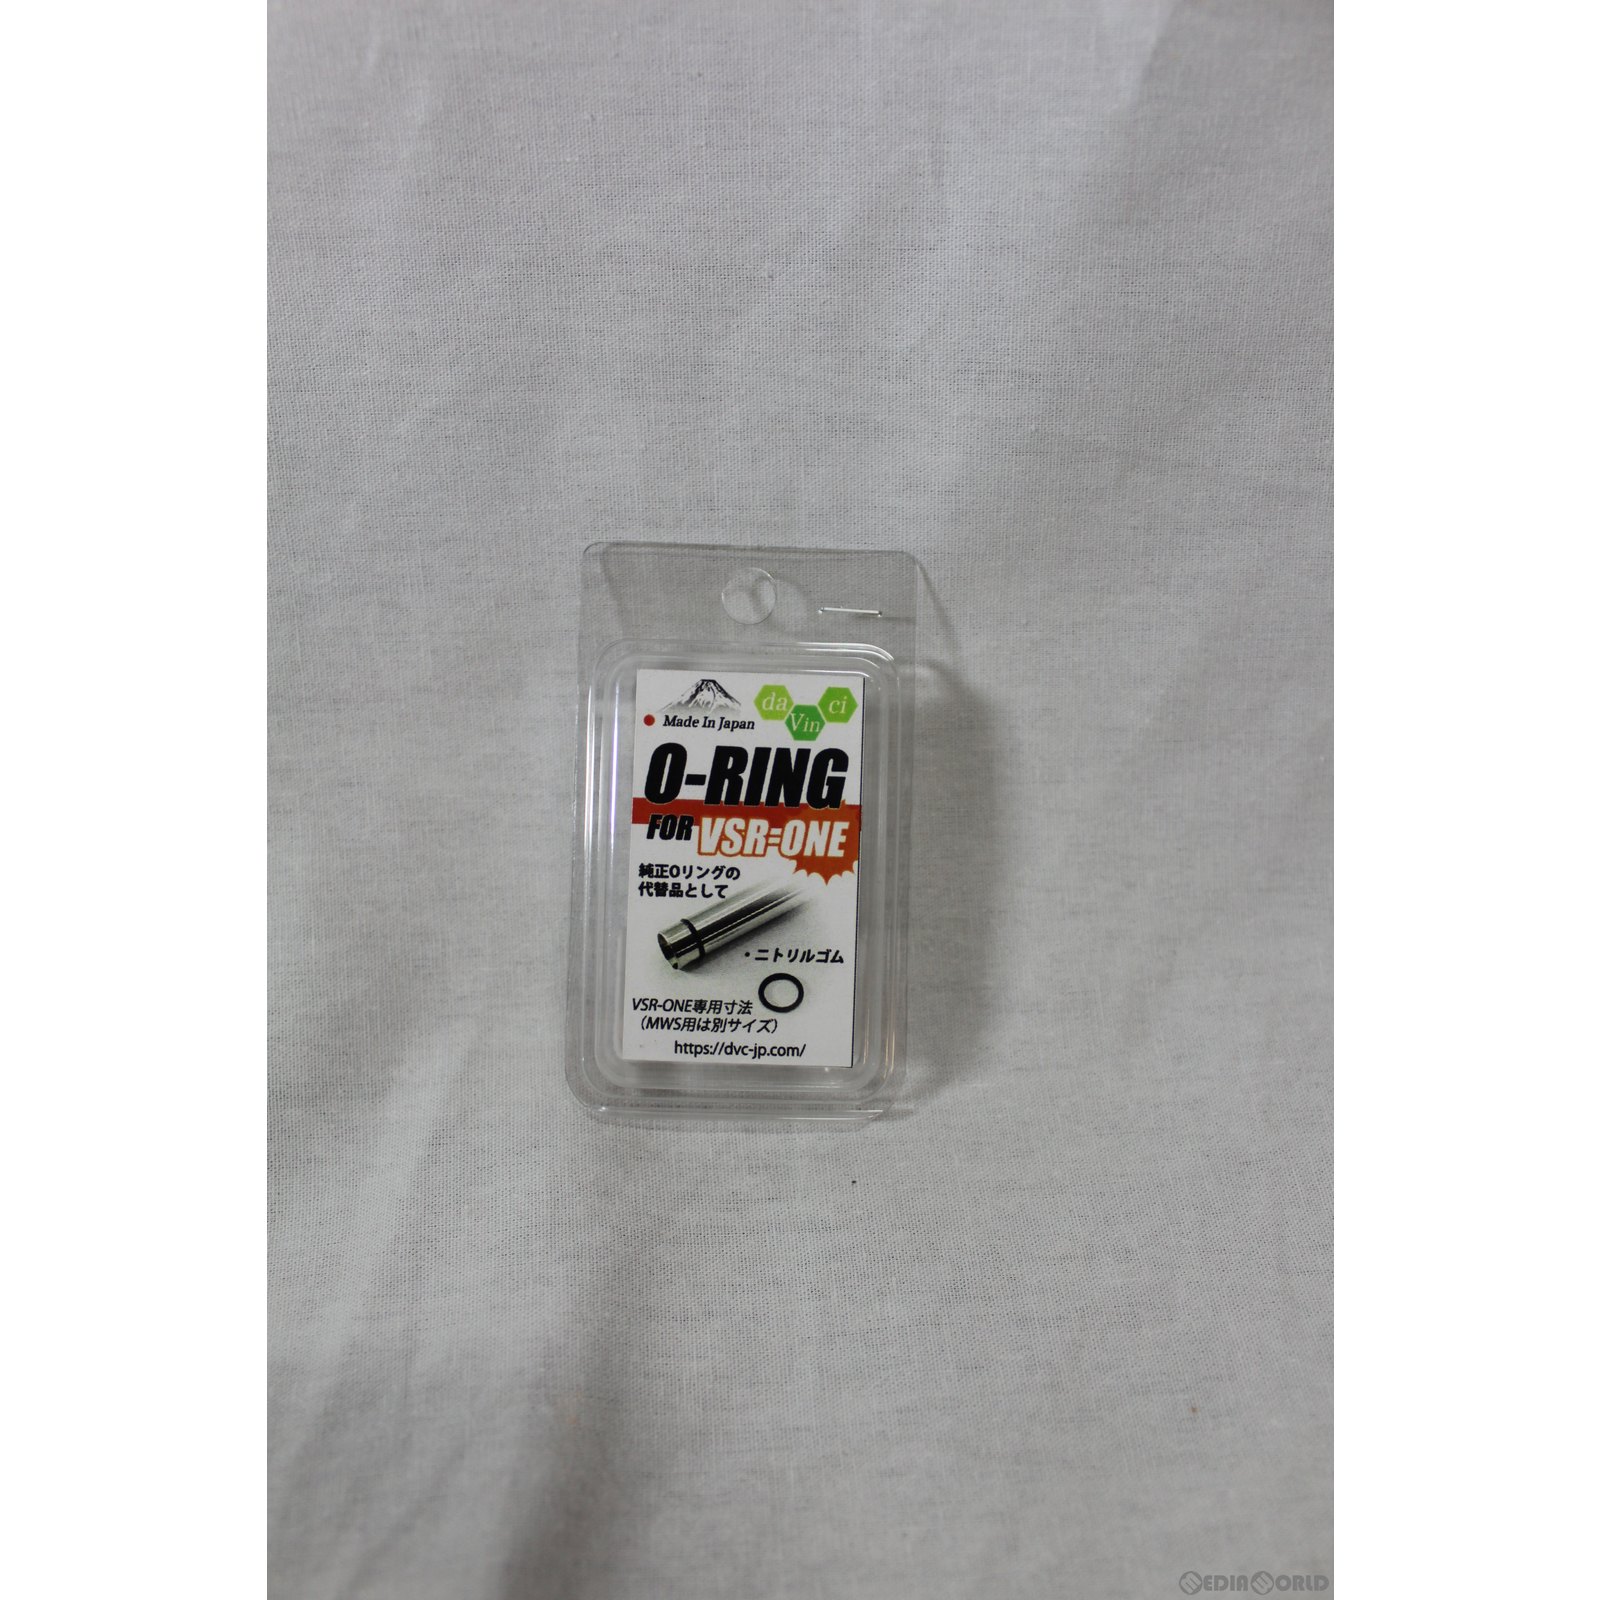 da Vin ci
Made In Japan
O-RING
FOR VSR=ONE
純正Oリングの
代替品として
・ニトリルゴム
VSR-ONE専用寸法
（MWS用は別サイズ）
https://dvc-jp.com/
MEDIAWORLD